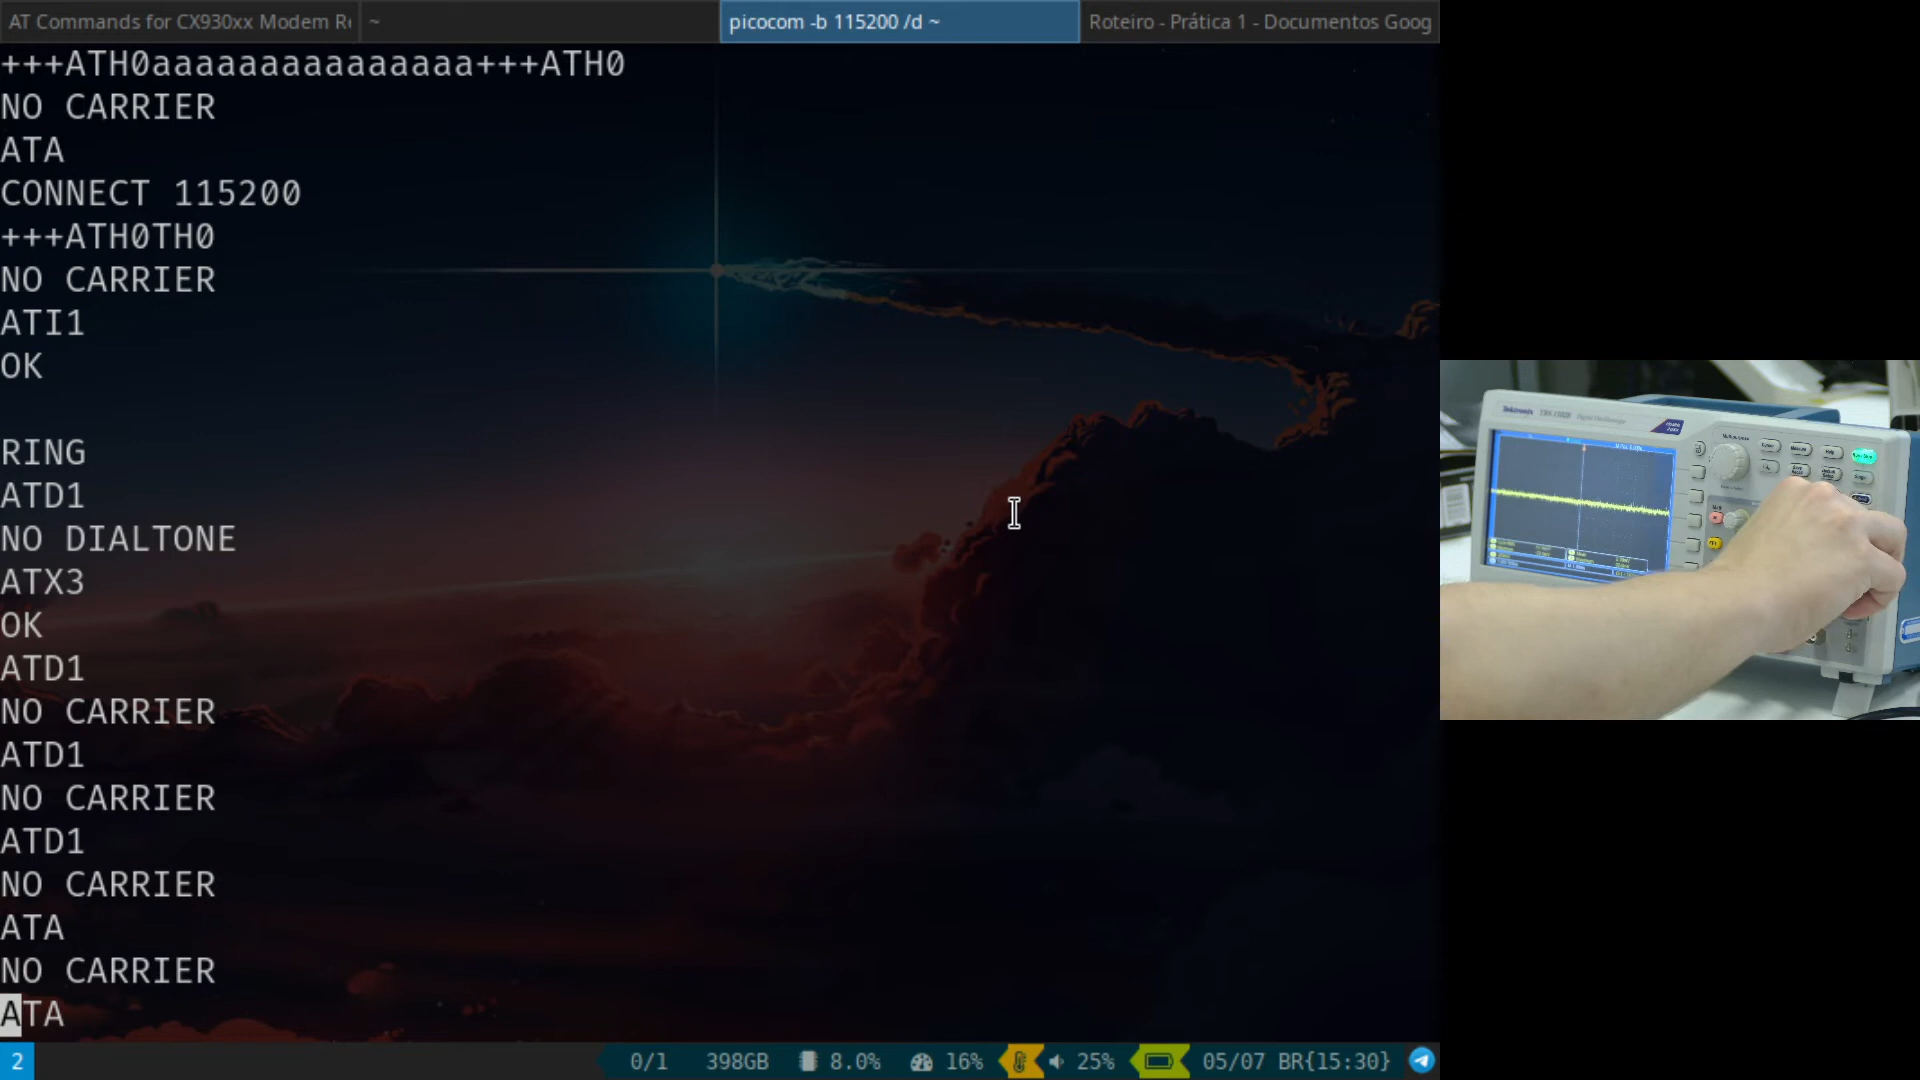 AT Commands for CX930xx Modem R
~
picocom -b 115200 /d ~
Roteiro - Prática 1 - Documentos Goog
+++ATH0aaaaaaaaaaaaaaa+++ATH0
NO CARRIER
ATA
CONNECT 115200
+++ATH0TH0
NO CARRIER
ATI1
OK
RING
ATD1
NO DIALTONE
ATX3
OK
ATD1
NO CARRIER
ATD1
NO CARRIER
ATD1
NO CARRIER
ATA
NO CARRIER
ATA
2
0/1 398GB 8.0% 16% 25% 05/07 BR{15:30}
Tektronix